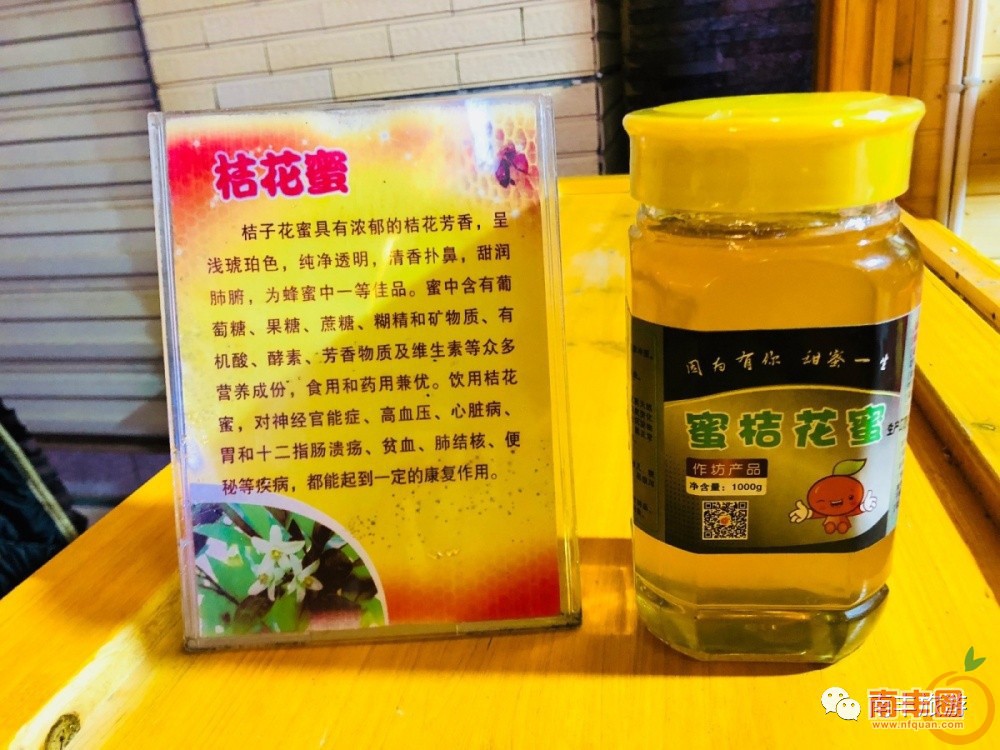 桔花蜜
桔子花蜜具有浓郁的桔花芳香，呈
浅琥珀色，纯净透明，清香扑鼻，甜润
肺腑，为蜂蜜中一等佳品。蜜中含有葡
萄糖、果糖、蔗糖、糊精和矿物质、有
机酸、酵素、芳香物质及维生素等众多
营养成份，食用和药用兼优。饮用桔花
蜜，对神经官能症、高血压、心脏病、
胃和十二指肠溃疡、贫血、肺结核、便
秘等疾病，都能起到一定的康复作用。
因为有你 甜蜜一生
蜜桔花蜜
作坊产品
净含量：1000g
南丰圈
www.nfquan.com